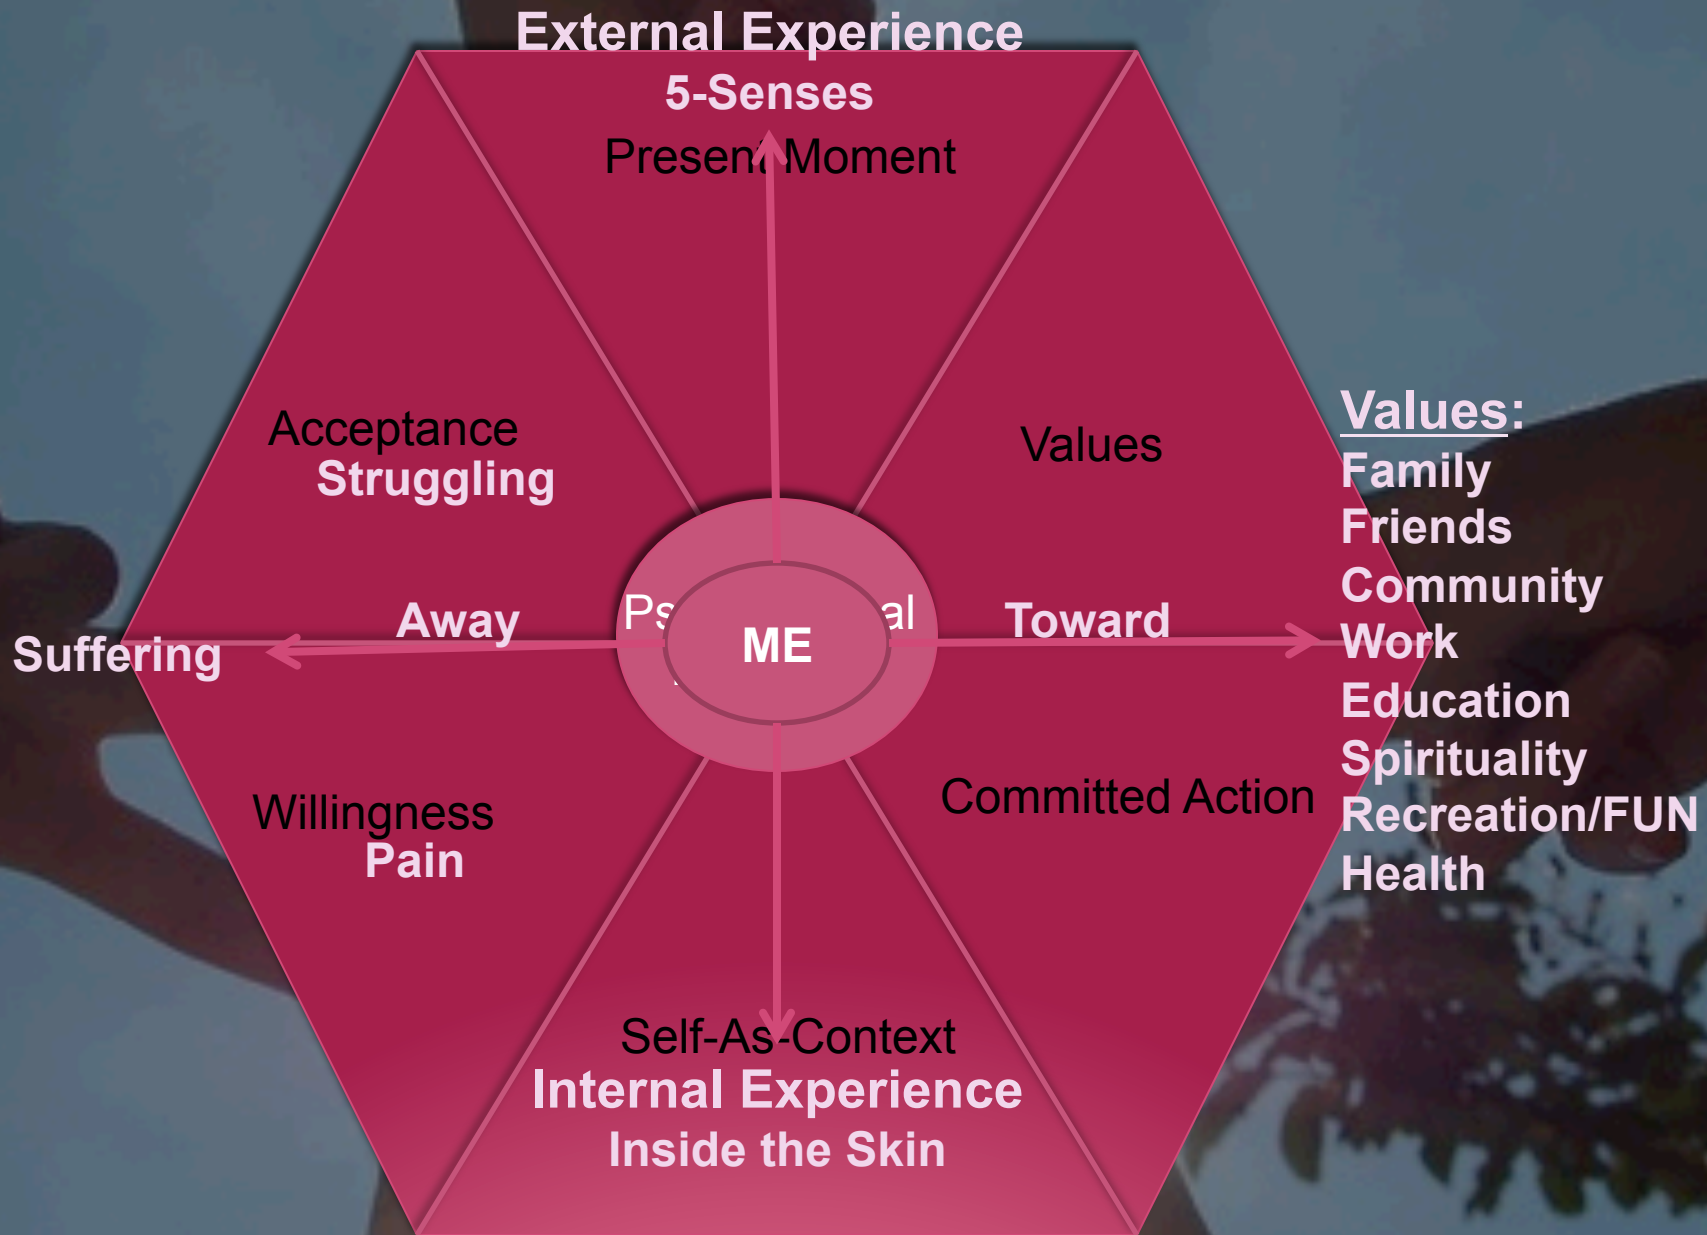 External Experience
5-Senses
Present Moment
Acceptance
Struggling
Values
Away
ME
Toward
Suffering
Willingness
Pain
Committed Action
Values:
Family
Friends
Community
Work
Education
Spirituality
Recreation/FUN
Health
Self-As-Context
Internal Experience
Inside the Skin